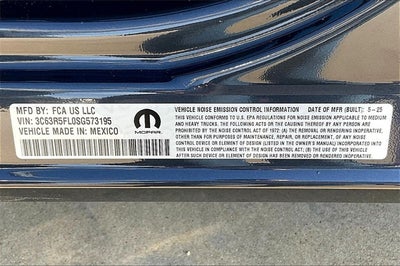 MFD BY: FCA US LLC
VIN: 3C63R5FL0SG573195
VEHICLE MADE IN: MEXICO
MOPAR
VEHICLE NOISE EMISSION CONTROL INFORMATION DATE OF MFR (BUILT): 5 - 25
THIS VEHICLE CONFORMS TO U.S. EPA REGULATIONS FOR NOISE EMISSION APPLICABLE TO MEDIUM
AND HEAVY TRUCKS. THE FOLLOWING ACTS OR CAUSING THEREOF BY ANY PERSON ARE
PROHIBITED BY THE NOISE CONTROL ACT OF 1972: A. THE REMOVAL OR RENDERING INOPERATIVE,
OTHER THAN FOR PURPOSES OF MAINTENANCE, REPAIR, OR REPLACEMENT, OF ANY NOISE
CONTROL DEVICE OR ELEMENT OF DESIGN (LISTED IN THE OWNER'S MANUAL) INCORPORATED INTO
THIS VEHICLE IN COMPLIANCE WITH THE NOISE CONTROL ACT; B. THE USE OF THIS VEHICLE
AFTER SUCH DEVICE OR ELEMENT OF DESIGN HAS BEEN REMOVED OR RENDERED INOPERATIVE.